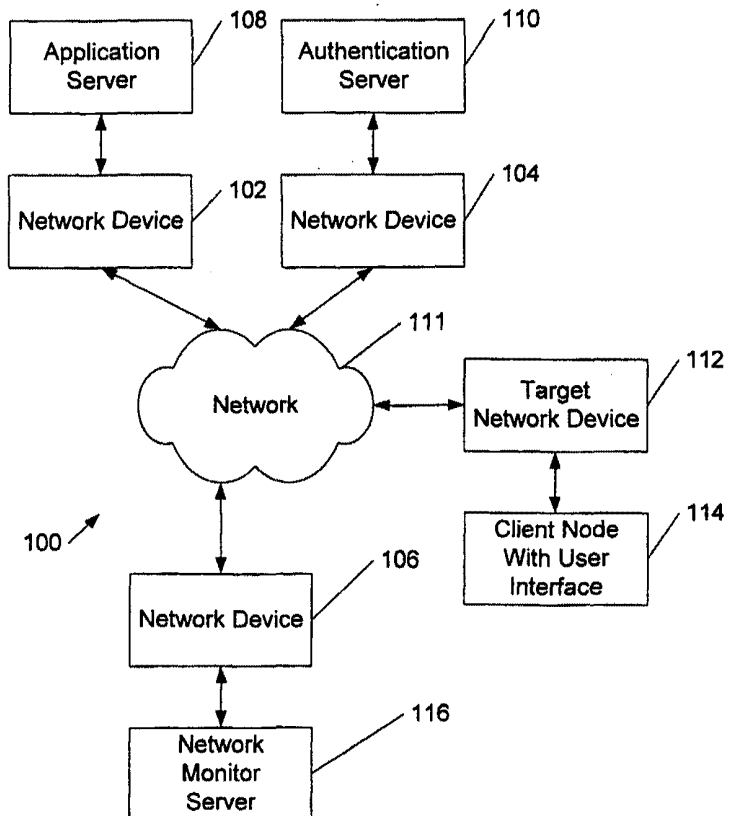 108
Application
Server
110
Authentication
Server
102
Network Device
104
Network Device
111
Network
112
Target
Network Device
114
Client Node
With User
Interface
100
106
Network Device
116
Network
Monitor
Server